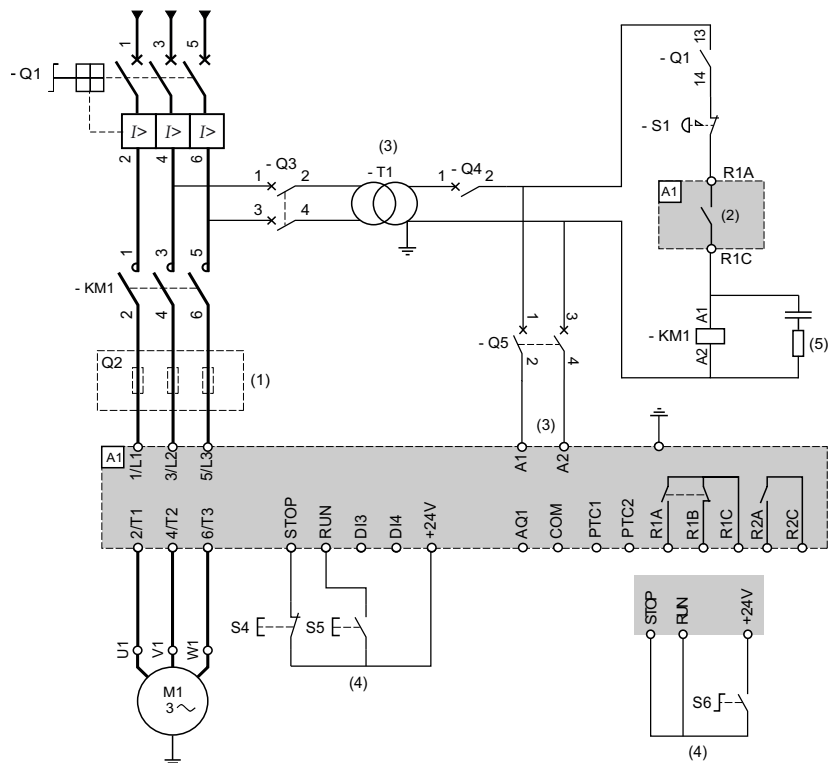 1 3 5
- Q1
I> I> I>
2 4 6
- Q3
1 2
3 4
(3)
- T1
- Q4
1 2
13
- Q1
14
- S1
R1A
A1
(2)
R1C
1 3 5
- KM1
2 4 6
Q2
(1)
1 3
- Q5
2 4
A1
- KM1
A2
(5)
(3)
A1
1/L1 3/L2 5/L3
A1 A2
2/T1 4/T2 6/T3
STOP RUN DI3 DI4 +24V
AQ1 COM PTC1 PTC2 R1A R1B R1C R2A R2C
S4 S5
(4)
U1 V1 W1
M1
3
STOP RUN +24V
S6
(4)